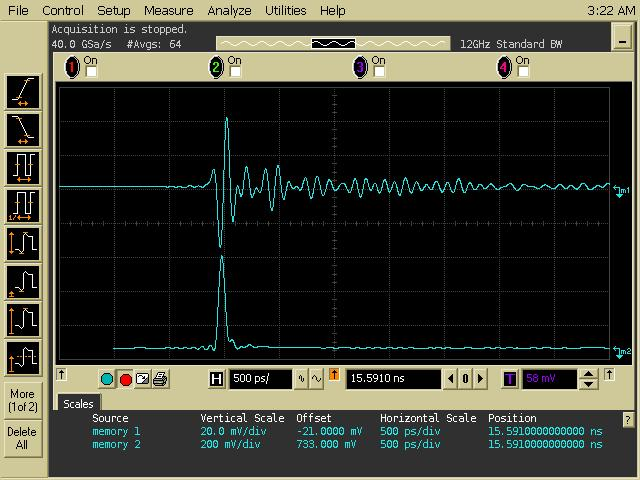 File Control Setup Measure Analyze Utilities Help 3:22 AM
Acquisition is stopped.
40.0 GSa/s #Avgs: 64 12GHz Standard BW
1 On 2 On 3 On 4 On
m1
m2
H 500 ps/ 15.5910 ns 0 T 58 mV
More
(1of 2)
Delete
All
Scales
?
Source Vertical Scale Offset Horizontal Scale Position
memory 1 20.0 mV/div -21.0000 mV 500 ps/div 15.5910000000000 ns
memory 2 200 mV/div 733.000 mV 500 ps/div 15.5910000000000 ns